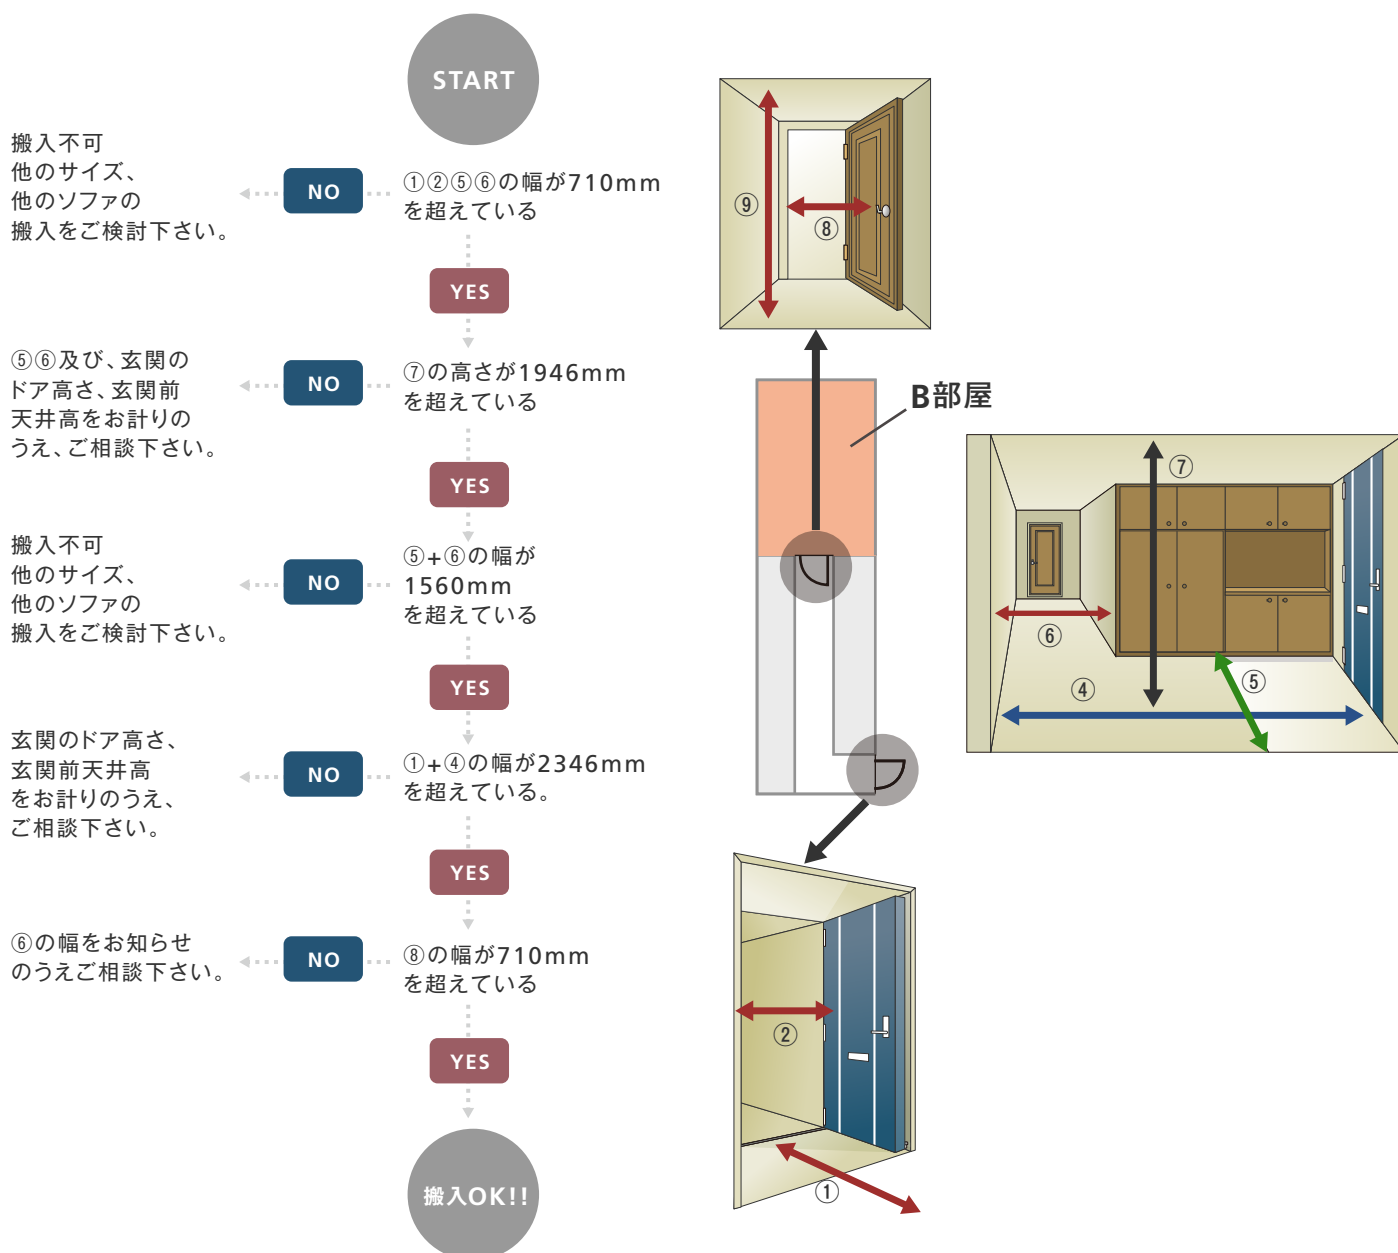 START
①②⑤⑥の幅が710mm
を超えている
NO
搬入不可
他のサイズ、
他のソファの
搬入をご検討下さい。
YES
⑦の高さが1946mm
を超えている
NO
⑤⑥及び、玄関の
ドア高さ、玄関前
天井高をお計りの
うえ、ご相談下さい。
YES
⑤+⑥の幅が
1560mm
を超えている
NO
搬入不可
他のサイズ、
他のソファの
搬入をご検討下さい。
YES
①+④の幅が2346mm
を超えている。
NO
玄関のドア高さ、
玄関前天井高
をお計りのうえ、
ご相談下さい。
YES
⑧の幅が710mm
を超えている
NO
⑥の幅をお知らせ
のうえご相談下さい。
YES
搬入OK!!
⑨
⑧
B部屋
⑦
⑥
⑤
④
②
①